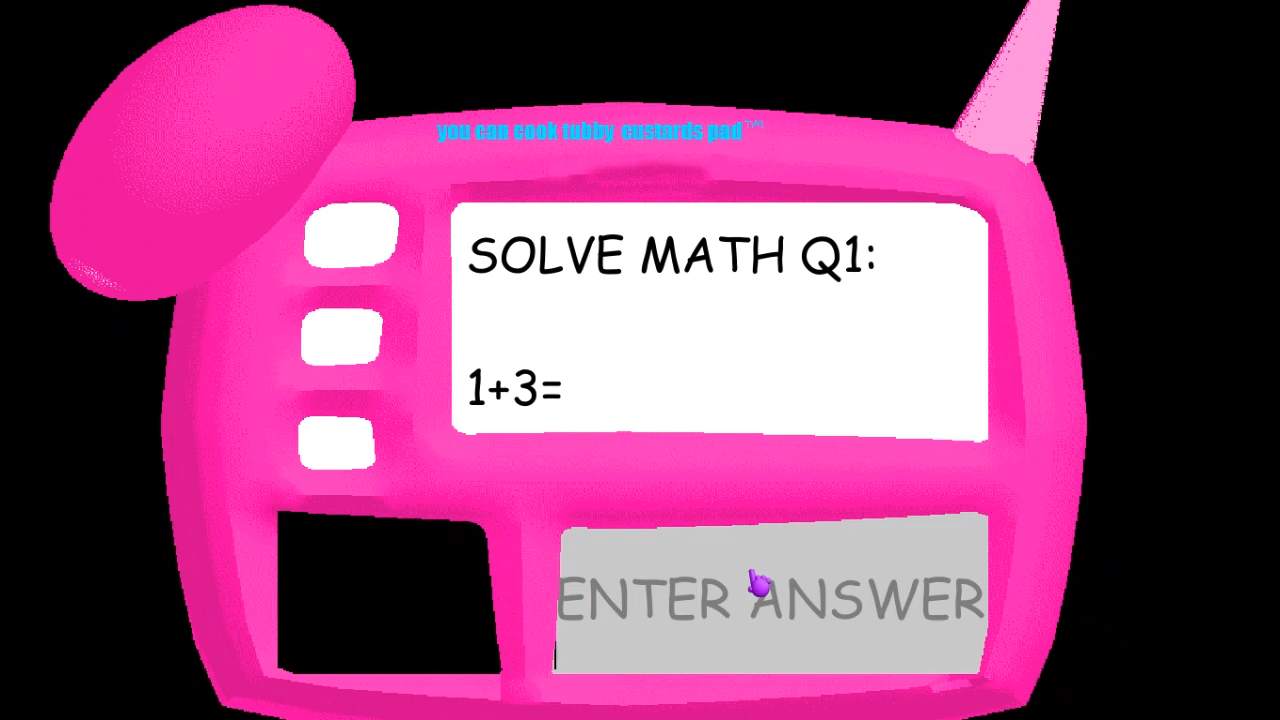 you can cook tubby custards pad™
SOLVE MATH Q1:
1+3=
ENTER ANSWER